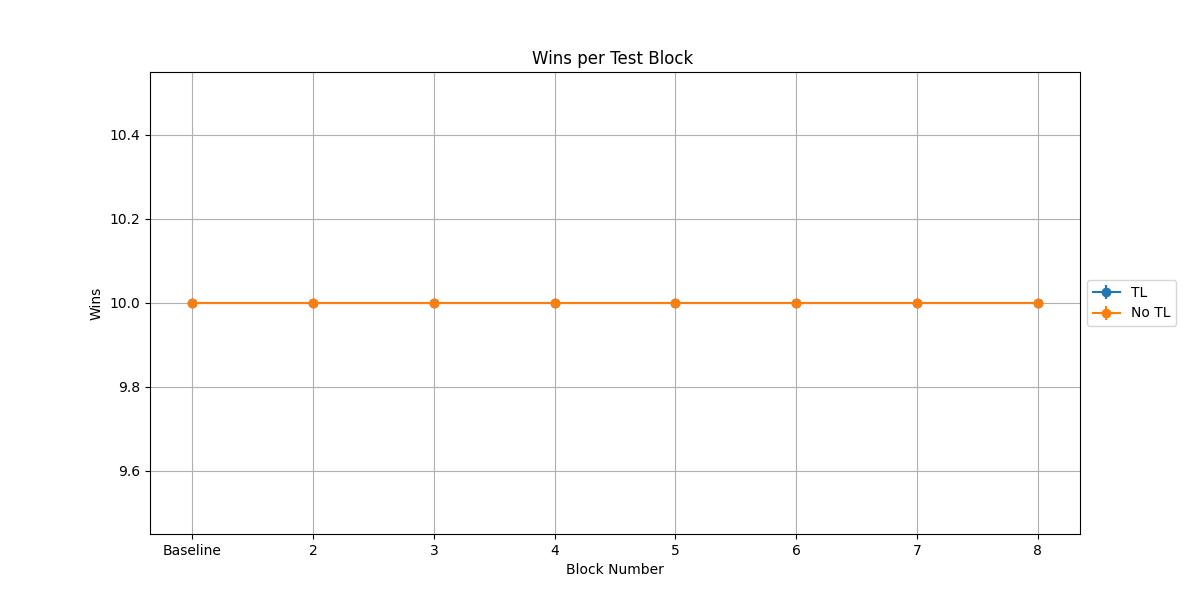 Wins per Test Block
Wins
10.4
10.2
10.0
9.8
9.6
Baseline 2 3 4 5 6 7 8
Block Number
TL
No TL